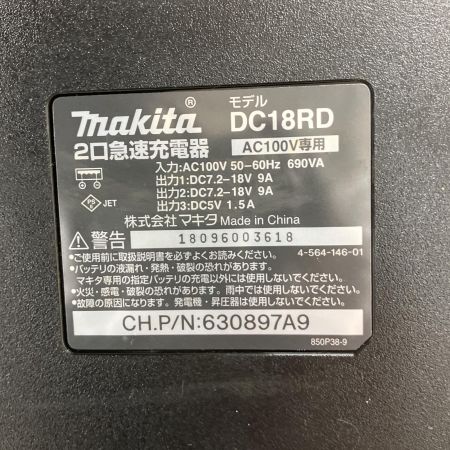 makita® モデル DC18RD
2口急速充電器 AC100V専用
入力:AC100V 50-60Hz 690VA
出力1:DC7.2-18V 9A
出力2:DC7.2-18V 9A
出力3:DC5V 1.5A
PSE JET
株式会社マキタ Made in China
警告 18096003618 4-564-146-01
•ご使用前に取扱説明書を必ずよくお読みください。
•バッテリの液漏れ・発熱・破裂の恐れがあります。
マキタ専用の指定バッテリの充電以外には使用しないでください。
•火災・感電・破裂の恐れがあります。雨中では使用しないでください。
•故障の原因になります。発電機・昇圧器は使用しないでください。
CH.P/N:630897A9
850P38-9